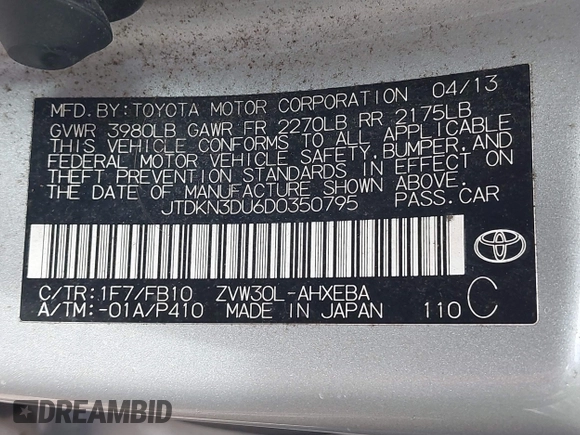 MFD. BY: TOYOTA MOTOR CORPORATION 04/13
GVWR 3980LB GAWR FR 2270LB RR 2175LB
THIS VEHICLE CONFORMS TO ALL APPLICABLE
FEDERAL MOTOR VEHICLE SAFETY, BUMPER, AND
THEFT PREVENTION STANDARDS IN EFFECT ON
THE DATE OF MANUFACTURE SHOWN ABOVE.
JTDKN3DU6D0350795 PASS. CAR
C/TR: 1F7/FB10 ZVW30L-AHXEBA
A/TM: -01A/P410 MADE IN JAPAN 110 C
DREAMBID